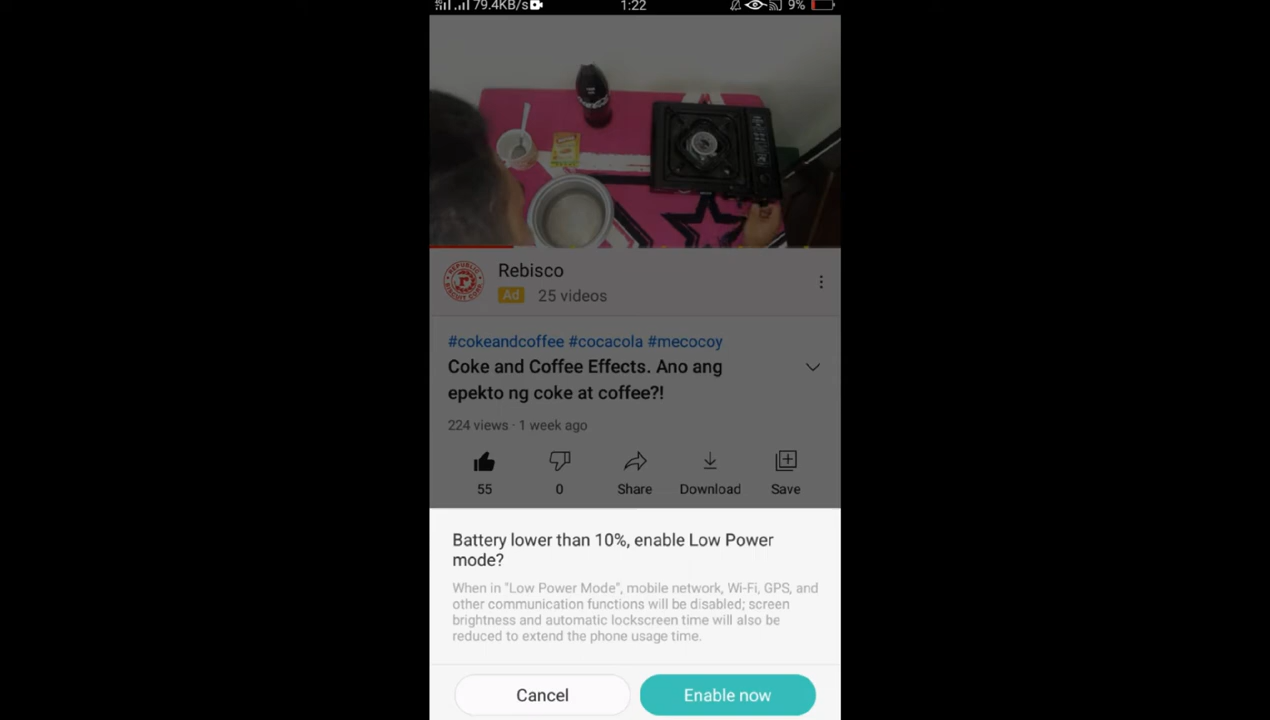 79.4KB/s 1:22 9%
Rebisco
Ad 25 videos
#cokeandcoffee #cocacola #mecocoy
Coke and Coffee Effects. Ano ang
epekto ng coke at coffee?!
224 views · 1 week ago
55 0 Share Download Save
Battery lower than 10%, enable Low Power
mode?
When in "Low Power Mode", mobile network, Wi-Fi, GPS, and
other communication functions will be disabled; screen
brightness and automatic lockscreen time will also be
reduced to extend the phone usage time.
Cancel Enable now